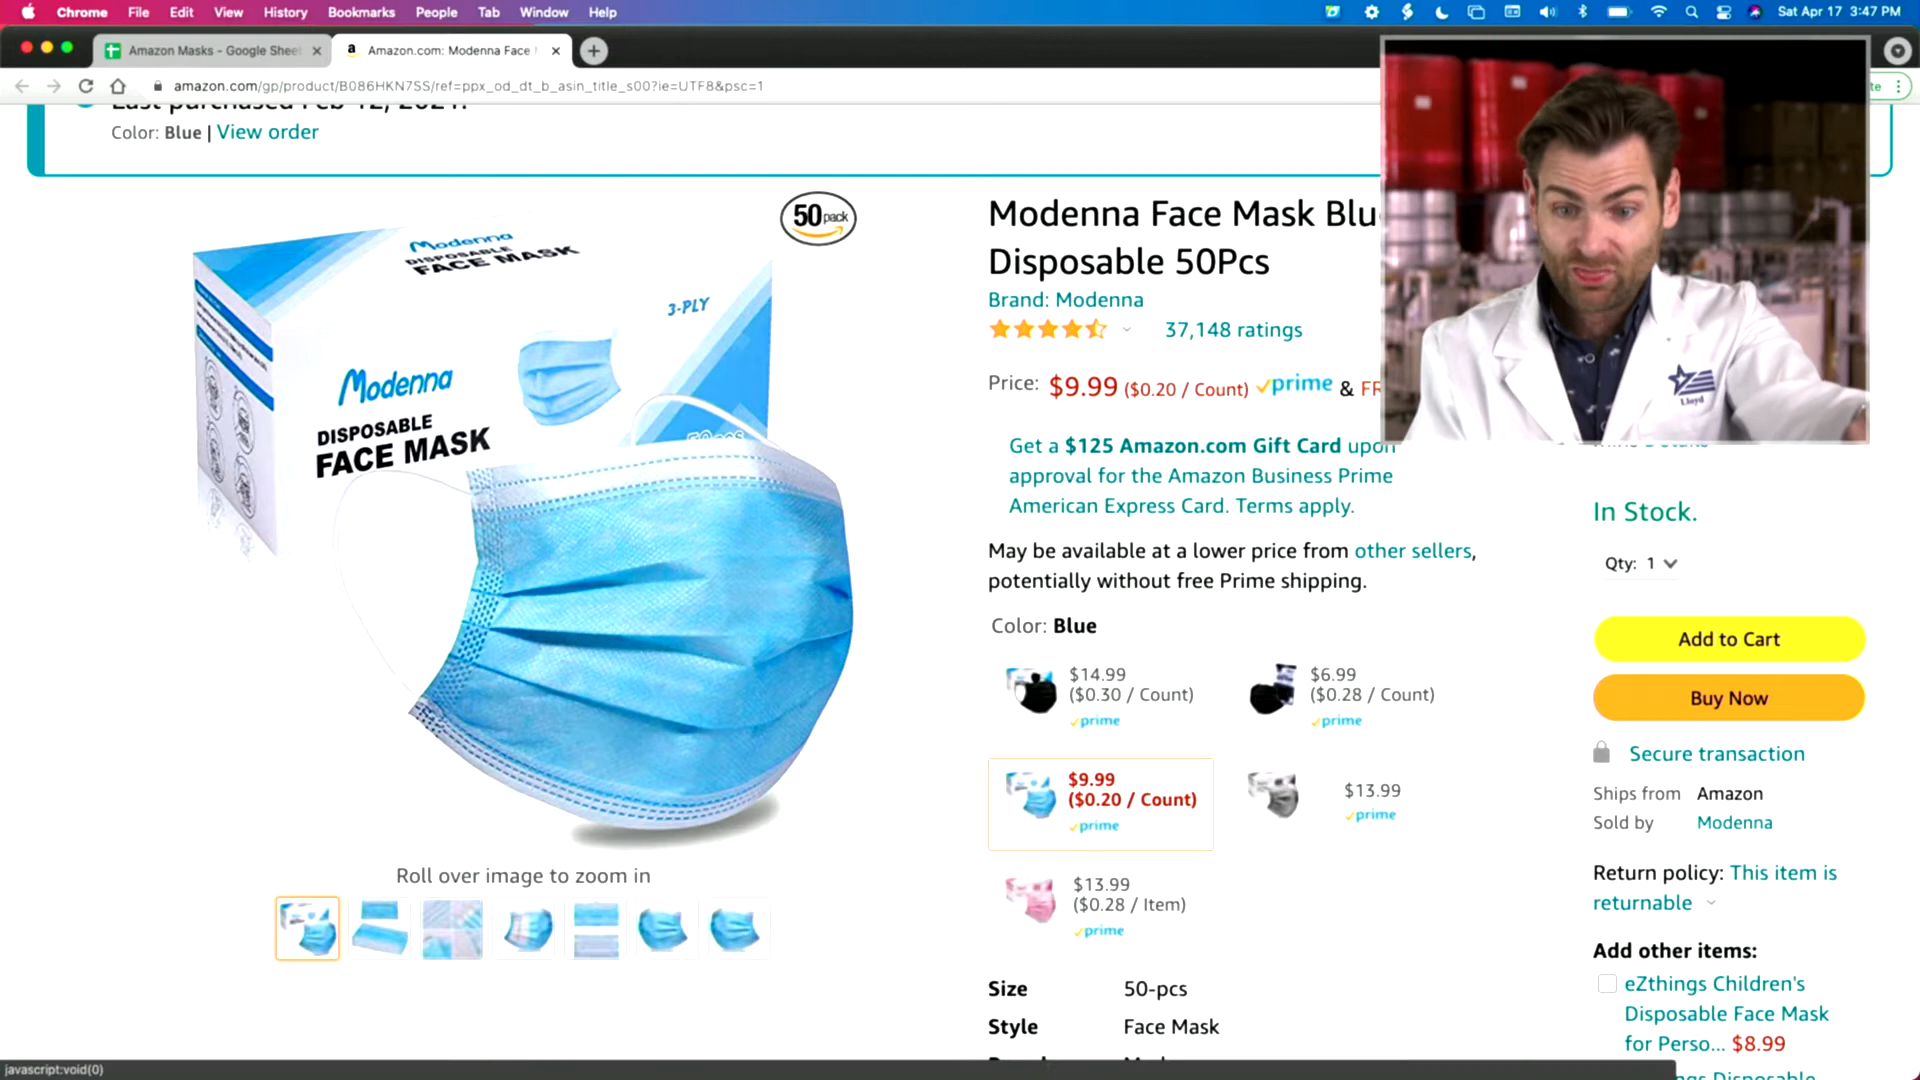 Chrome File Edit View History Bookmarks People Tab Window Help
Sat Apr 17 3:47 PM
Amazon Masks - Google Sheet
Amazon.com: Modenna Face
amazon.com/gp/product/B086HKN7SS/ref=ppx_od_dt_b_asin_title_s00?ie=UTF8&psc=1
Last purchased Feb 12, 2021.
Color: Blue | View order
50 pack
Modenna
DISPOSABLE
FACE MASK
3-PLY
Modenna
DISPOSABLE
FACE MASK
Roll over image to zoom in
Modenna Face Mask Blu
Disposable 50Pcs
Brand: Modenna
37,148 ratings
Price: $9.99 ($0.20 / Count) prime & FR
Get a $125 Amazon.com Gift Card upon
approval for the Amazon Business Prime
American Express Card. Terms apply.
May be available at a lower price from other sellers,
potentially without free Prime shipping.
Color: Blue
$14.99
($0.30 / Count)
prime
$6.99
($0.28 / Count)
prime
$9.99
($0.20 / Count)
prime
$13.99
prime
$13.99
($0.28 / Item)
prime
Size 50-pcs
Style Face Mask
Lloyd
In Stock.
Qty: 1
Add to Cart
Buy Now
Secure transaction
Ships from Amazon
Sold by Modenna
Return policy: This item is
returnable
Add other items:
eZthings Children's
Disposable Face Mask
for Perso... $8.99
javascript:void(0)